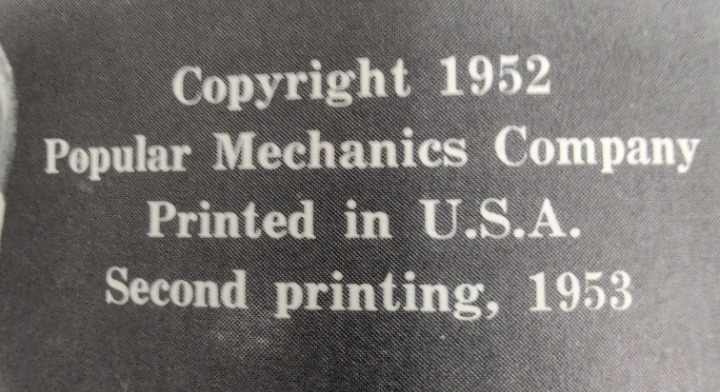 Copyright 1952
Popular Mechanics Company
Printed in U.S.A.
Second printing, 1953